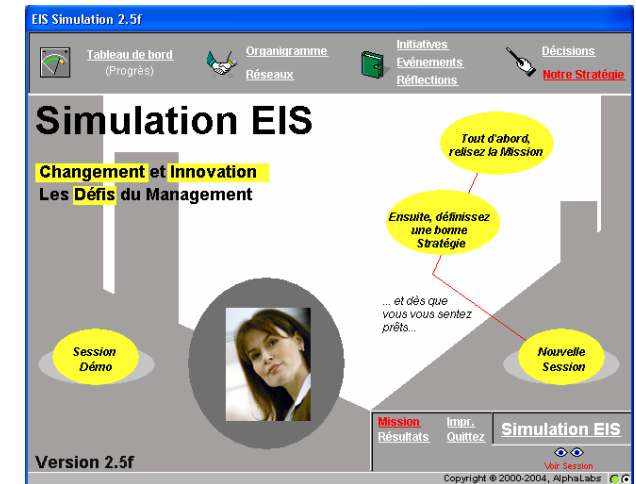 EIS Simulation 2.5f
Tableau de bord
(Progrès)
Organigramme
Réseaux
Initiatives
Evénements
Réflections
Décisions
Notre Stratégie
Simulation EIS
Changement et Innovation
Les Défis du Management
Tout d'abord,
relisez la Mission
Ensuite, définissez
une bonne
Stratégie
... et dès que
vous vous sentez
prêts...
Session
Démo
Nouvelle
Session
Mission
Résultats
Impr.
Quittez
Simulation EIS
Voir Session
Version 2.5f
Copyright © 2000-2004, AlphaLabs